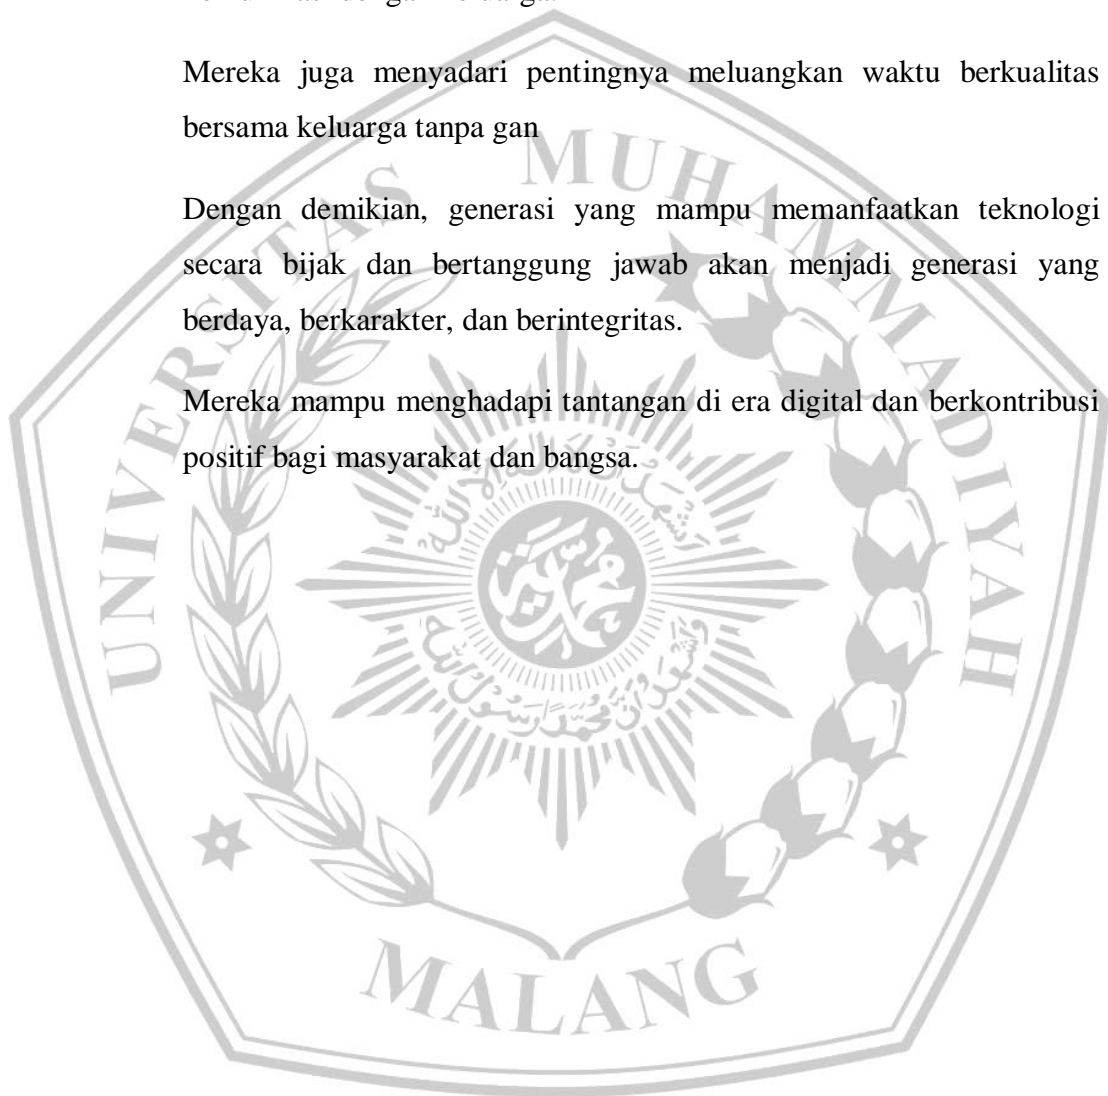 Mereka juga menyadari pentingnya meluangkan waktu berkualitas
bersama keluarga tanpa gan
Dengan demikian, generasi yang mampu memanfaatkan teknologi
secara bijak dan bertanggung jawab akan menjadi generasi yang
berdaya, berkarakter, dan berintegritas.
Mereka mampu menghadapi tantangan di era digital dan berkontribusi
positif bagi masyarakat dan bangsa.
UNIVERSITAS MUHAMMADIYAH
MALANG